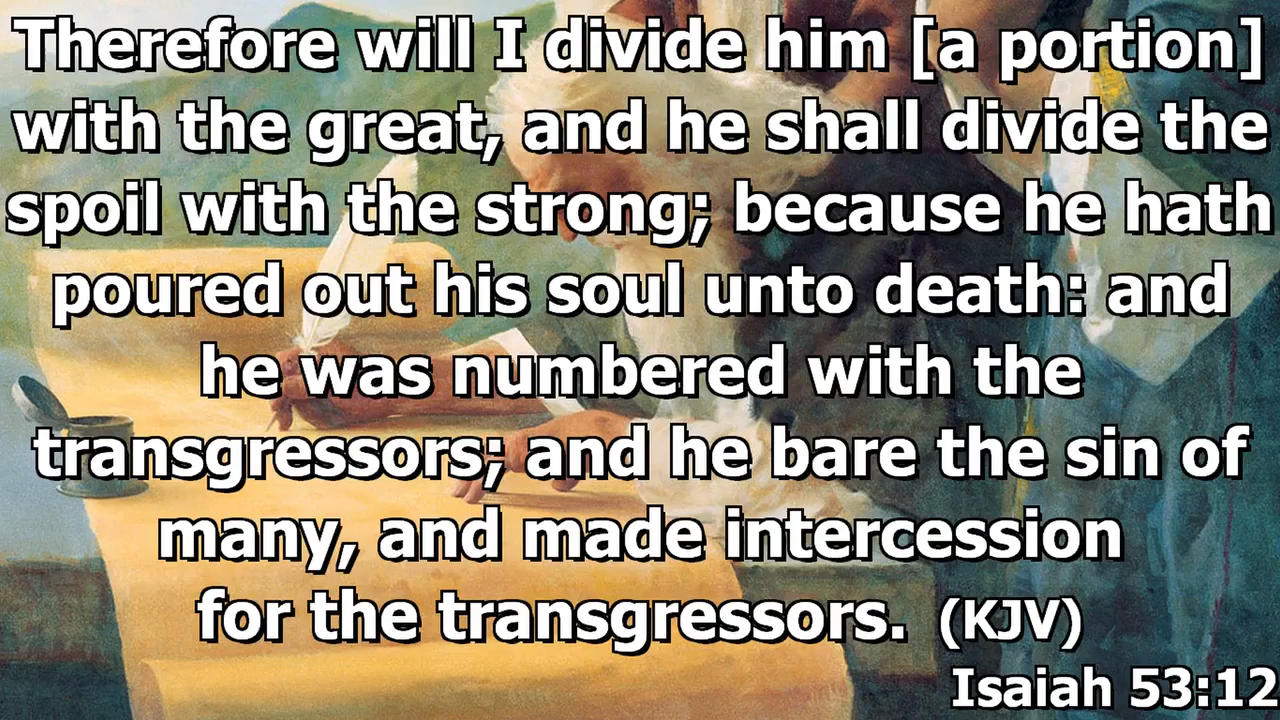 Therefore will I divide him [a portion]
with the great, and he shall divide the
spoil with the strong; because he hath
poured out his soul unto death: and
he was numbered with the
transgressors; and he bare the sin of
many, and made intercession
for the transgressors. (KJV)
Isaiah 53:12